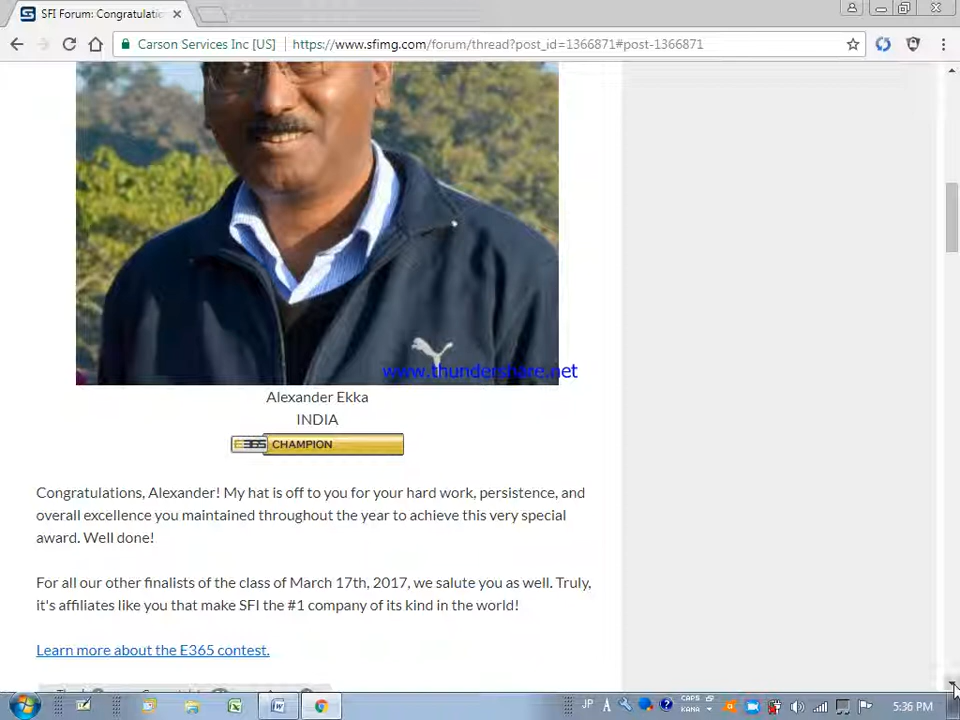 SFI Forum: Congratulatio
Carson Services Inc [US] https://www.sfimg.com/forum/thread?post_id=1366871#post-1366871
www.thundershare.net
Alexander Ekka
INDIA
E365 CHAMPION
Congratulations, Alexander! My hat is off to you for your hard work, persistence, and
overall excellence you maintained throughout the year to achieve this very special
award. Well done!
For all our other finalists of the class of March 17th, 2017, we salute you as well. Truly,
it's affiliates like you that make SFI the #1 company of its kind in the world!
Learn more about the E365 contest.
JP A CAPS KANA 5:36 PM